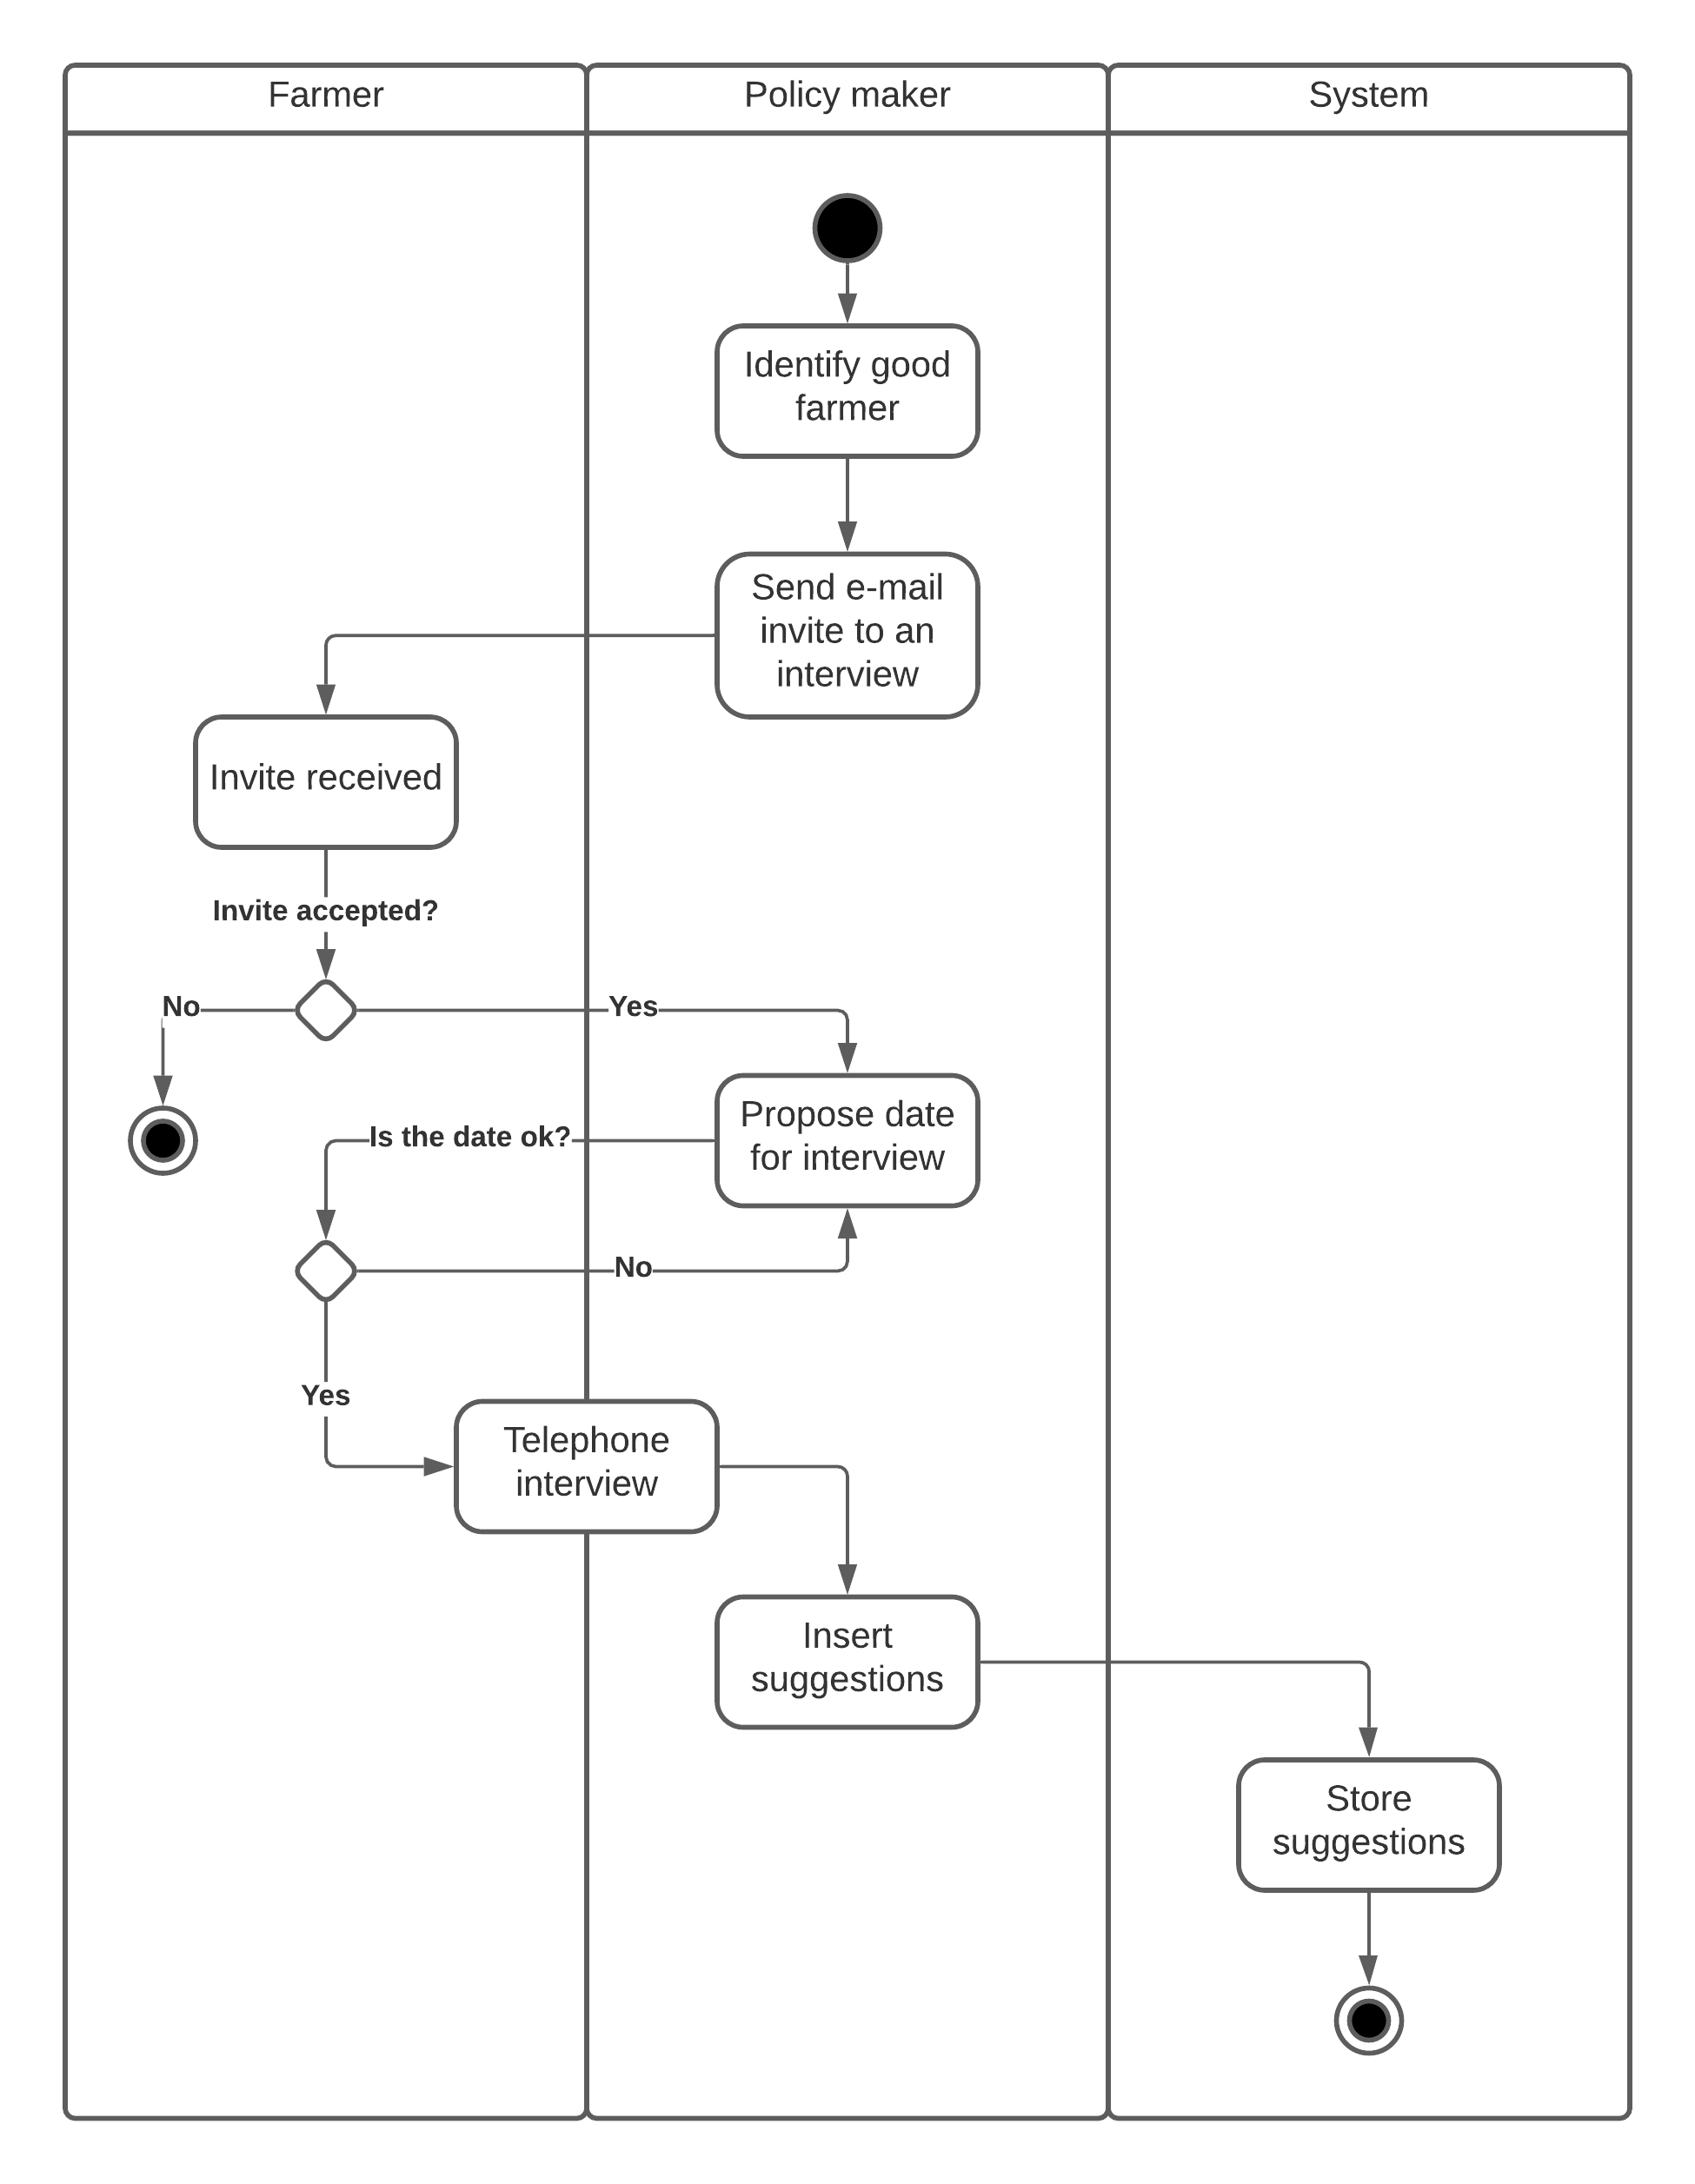 Farmer
Policy maker
System
Identify good
farmer
Send e-mail
invite to an
interview
Invite received
Invite accepted?
No
Yes
Propose date
for interview
Is the date ok?
No
Yes
Telephone
interview
Insert
suggestions
Store
suggestions